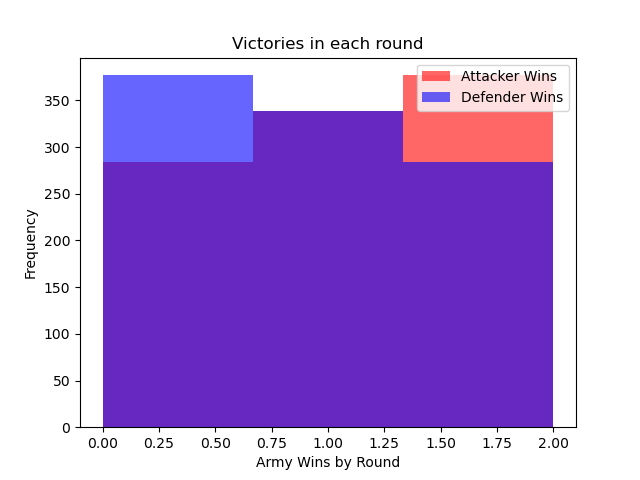 Victories in each round
Attacker Wins
Defender Wins
Frequency
350
300
250
200
150
100
50
0
0.00 0.25 0.50 0.75 1.00 1.25 1.50 1.75 2.00
Army Wins by Round